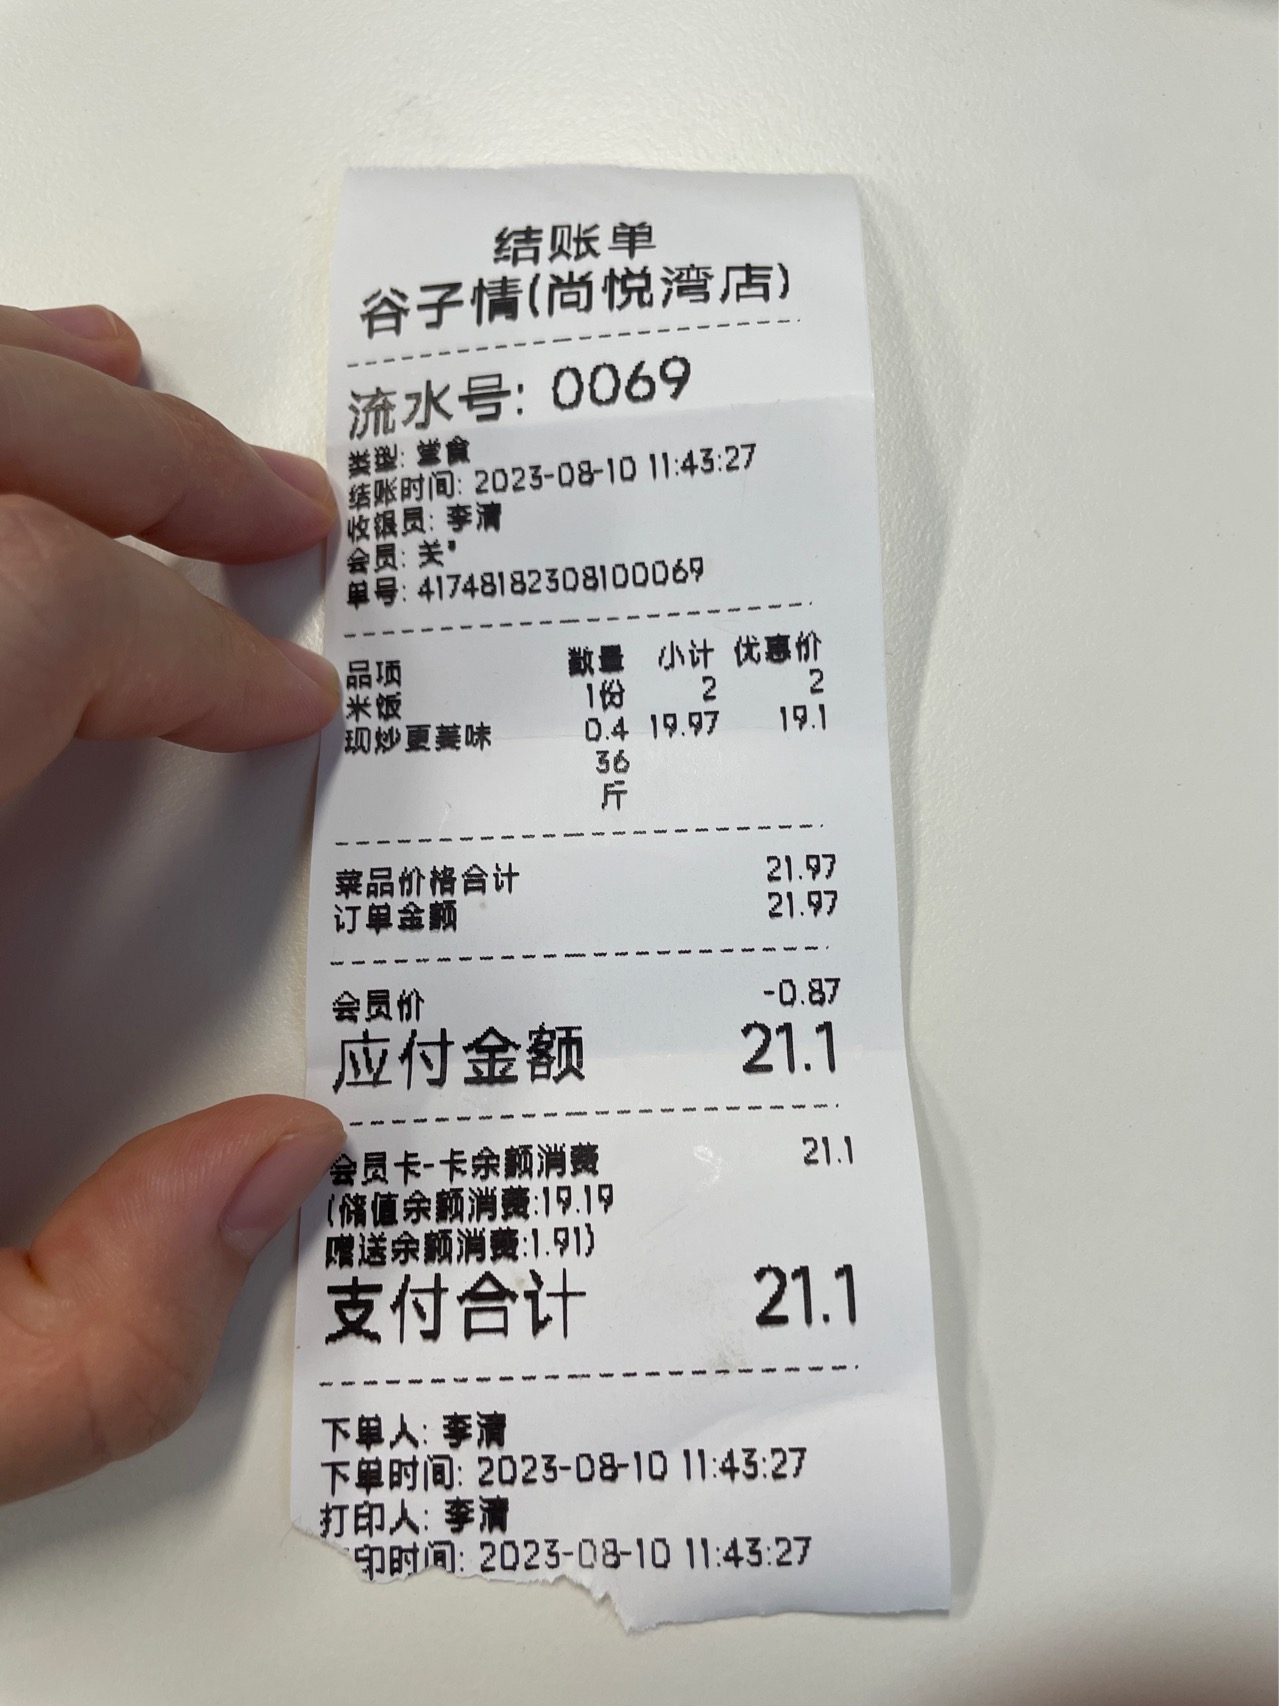 结账单
谷子情(尚悦湾店)
流水号: 0069
类型: 堂食
结账时间: 2023-08-10 11:43:27
收银员: 李清
会员: 关*
单号: 41748182308100069
品项 数量 小计 优惠价
米饭 1份 2 2
现炒更美味 0.4 19.97 19.1
36
斤
菜品价格合计 21.97
订单金额 21.97
会员价 -0.87
应付金额 21.1
会员卡-卡余额消费 21.1
(储值余额消费:19.19
赠送余额消费:1.91)
支付合计 21.1
下单人: 李清
下单时间: 2023-08-10 11:43:27
打印人: 李清
印时间: 2023-08-10 11:43:27